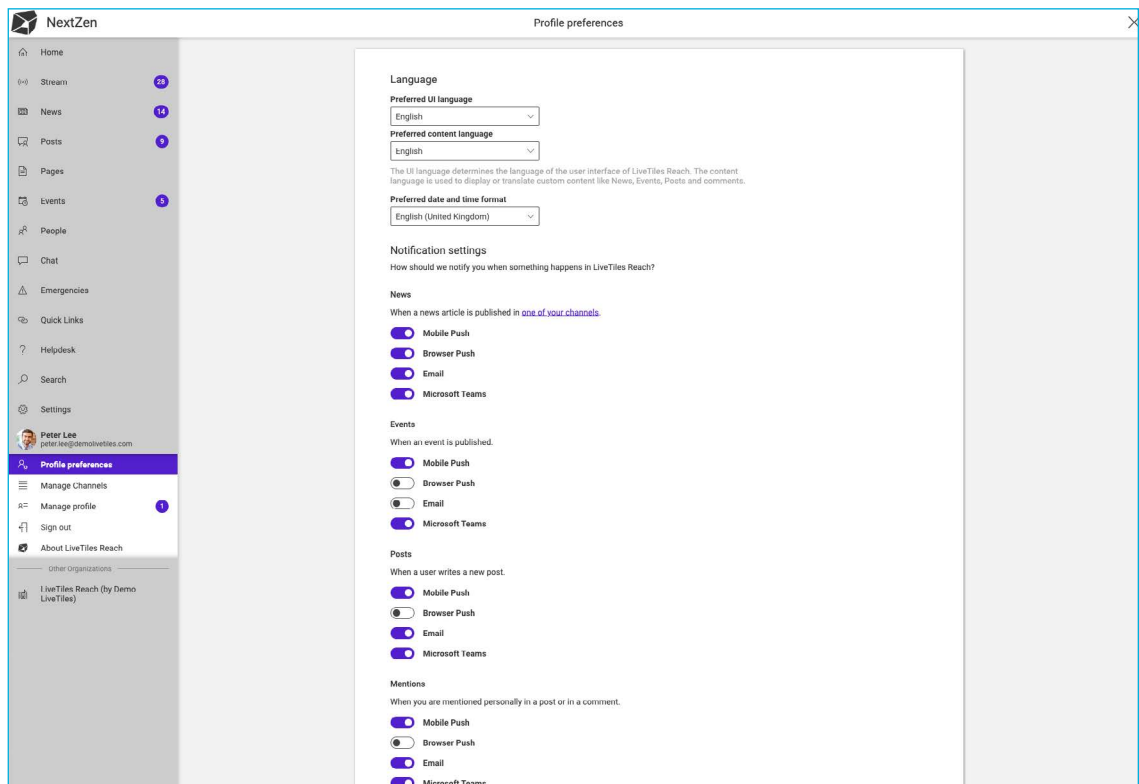 NextZen
Profile preferences
Home
Stream
28
News
14
Posts
9
Pages
Events
5
People
Chat
Emergencies
Quick Links
Helpdesk
Search
Settings
Peter Lee
peter.lee@demolivetiles.com
Profile preferences
Manage Channels
Manage profile
1
Sign out
About LiveTiles Reach
Other Organizations
LiveTiles Reach (by Demo
LiveTiles)
Language
Preferred UI language
English
Preferred content language
English
The UI language determines the language of the user interface of LiveTiles Reach. The content
language is used to display or translate custom content like News, Events, Posts and comments.
Preferred date and time format
English (United Kingdom)
Notification settings
How should we notify you when something happens in LiveTiles Reach?
News
When a news article is published in one of your channels.
Mobile Push
Browser Push
Email
Microsoft Teams
Events
When an event is published.
Mobile Push
Browser Push
Email
Microsoft Teams
Posts
When a user writes a new post.
Mobile Push
Browser Push
Email
Microsoft Teams
Mentions
When you are mentioned personally in a post or in a comment.
Mobile Push
Browser Push
Email
Microsoft Teams